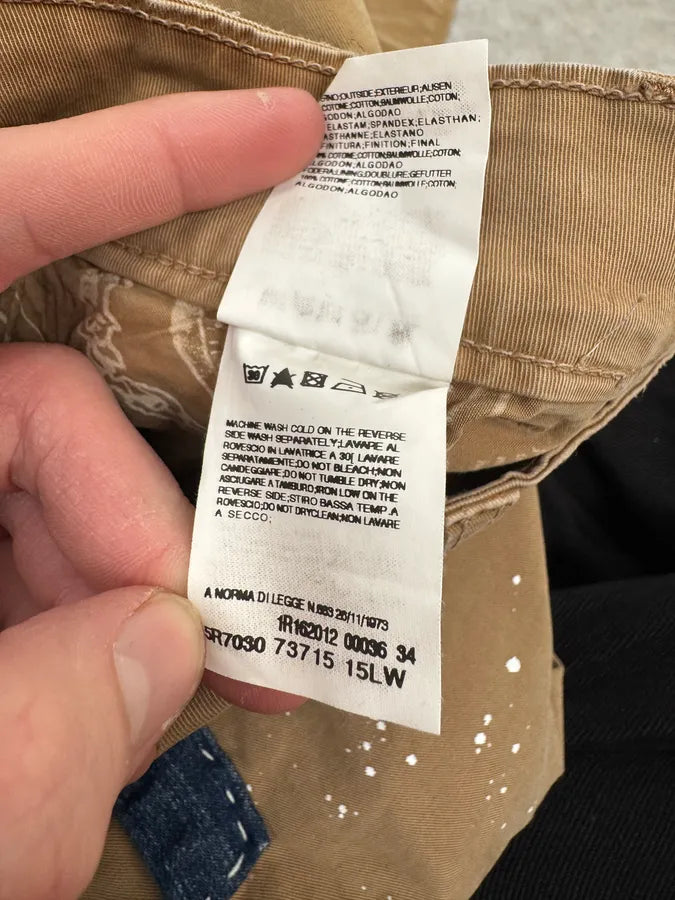 OUTSIDE;EXTERIEUR;AUSEN
COTONE;COTTON;BAUMWOLLE;COTON;
ALGODAO
ELASTAM;SPANDEX;ELASTHAN;
ELASTANO
FINITURA;FINITION;FINAL
COTONE;COTTON;BAUMWOLLE;COTON;
ALGODON;ALGODAO
FODERA;LINING;DOUBLURE;GEFUTTER
100% COTONE;COTTON;BAUMWOLLE;COTON;
ALGODON;ALGODAO
30
MACHINE WASH COLD ON THE REVERSE
SIDE WASH SEPARATELY;LAVARE AL
ROVESCIO IN LAVATRICE A 30[ LAVARE
SEPARATAMENTE;DO NOT BLEACH;NON
CANDEGGIARE;DO NOT TUMBLE DRY;NON
ASCIUGARE A TAMBURO;IRON LOW ON THE
REVERSE SIDE;STIRO BASSA TEMP.A
ROVESCIO;DO NOT DRYCLEAN;NON LAVARE
A SECCO;
A NORMA DI LEGGE N.883 26/11/1973
1R162012 00036 34
5R7030 73715 15LW